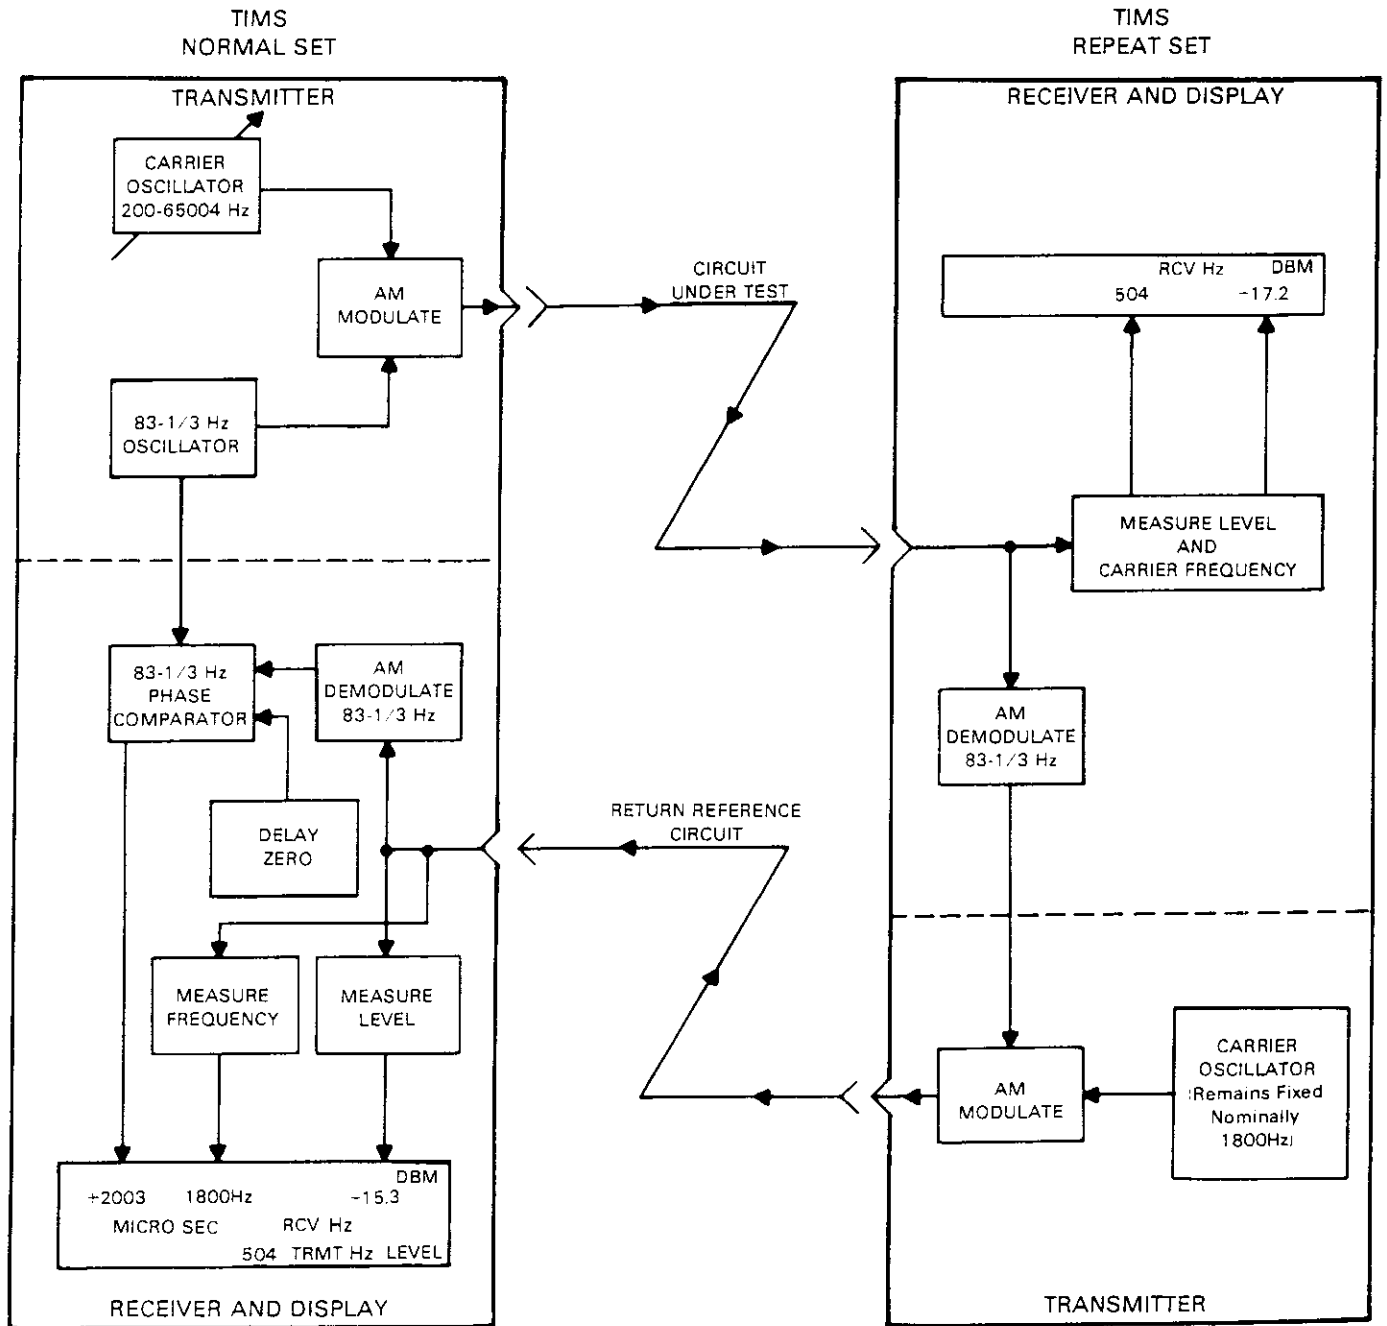 TIMS
NORMAL SET
TIMS
REPEAT SET
TRANSMITTER
CARRIER
OSCILLATOR
200-65004 Hz
AM
MODULATE
83-1/3 Hz
OSCILLATOR
CIRCUIT
UNDER TEST
RECEIVER AND DISPLAY
RCV Hz DBM
504 -17.2
MEASURE LEVEL
AND
CARRIER FREQUENCY
83-1/3 Hz
PHASE
COMPARATOR
AM
DEMODULATE
83-1/3 Hz
DELAY
ZERO
MEASURE
FREQUENCY
MEASURE
LEVEL
RETURN REFERENCE
CIRCUIT
AM
DEMODULATE
83-1/3 Hz
AM
MODULATE
CARRIER
OSCILLATOR
(Remains Fixed
Nominally
1800Hz)
DBM
+2003 1800Hz -15.3
MICRO SEC RCV Hz
504 TRMT Hz LEVEL
RECEIVER AND DISPLAY
TRANSMITTER